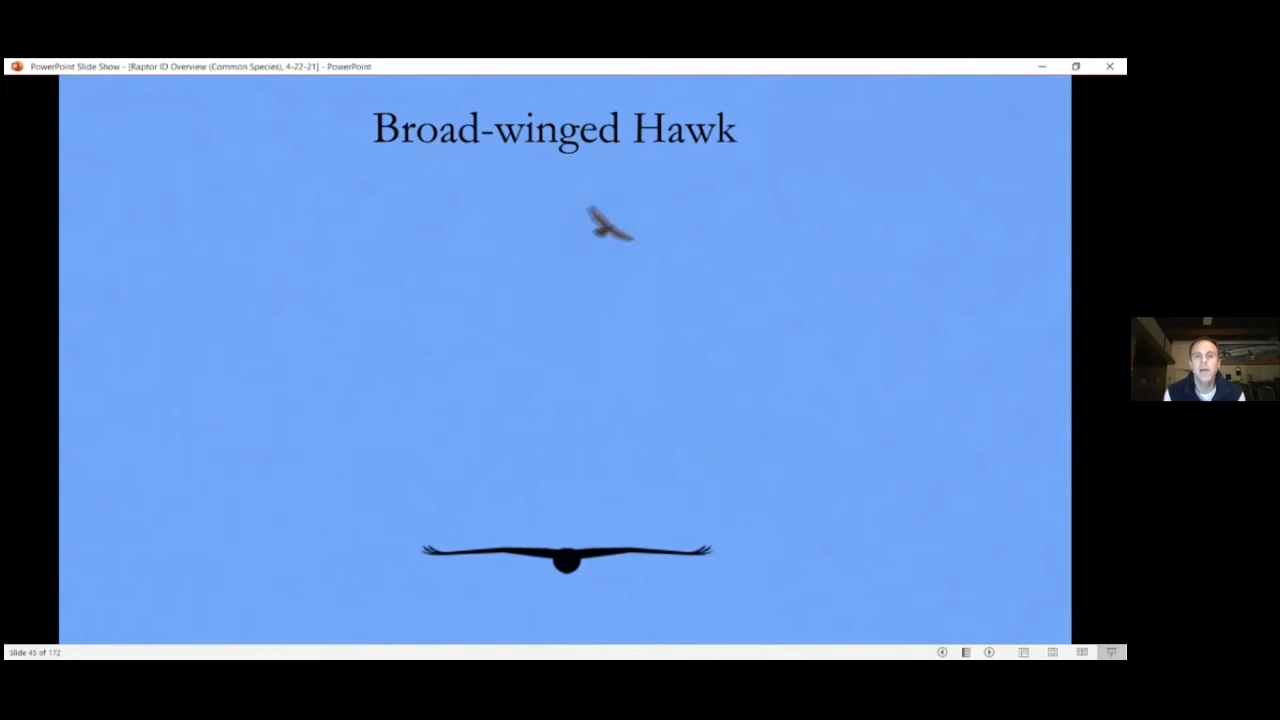 PowerPoint Slide Show - [Raptor ID Overview (Common Species), 4-22-21] - PowerPoint
Broad-winged Hawk
Slide 45 of 172